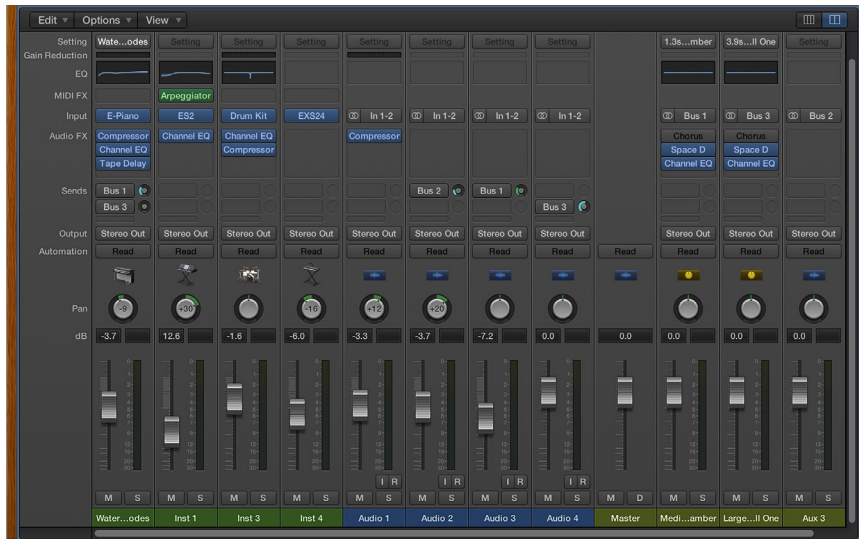 Edit Options View
Setting Wate...odes Setting Setting Setting Setting Setting Setting Setting 1.3s...mber 3.9s...ll One Setting
Gain Reduction
EQ
MIDI FX Arpeggiator
Input E-Piano ES2 Drum Kit EXS24 In 1-2 In 1-2 In 1-2 In 1-2 Bus 1 Bus 3 Bus 2
Audio FX Compressor Channel EQ Channel EQ Compressor Chorus Chorus
Channel EQ Compressor Space D Space D
Tape Delay Channel EQ Channel EQ
Sends Bus 1 Bus 2 Bus 1
Bus 3 Bus 3
Output Stereo Out Stereo Out Stereo Out Stereo Out Stereo Out Stereo Out Stereo Out Stereo Out Stereo Out Stereo Out Stereo Out
Automation Read Read Read Read Read Read Read Read Read Read Read Read
Pan -9 +30 -16 +12 +20
dB -3.7 12.6 -1.6 -6.0 -3.3 -3.7 -7.2 0.0 0.0 0.0 0.0 0.0
I R I R I R I R
M S M S M S M S M S M S M S M S M D M S M S M S
Water...odes Inst 1 Inst 3 Inst 4 Audio 1 Audio 2 Audio 3 Audio 4 Master Medi...amber Large...ll One Aux 3